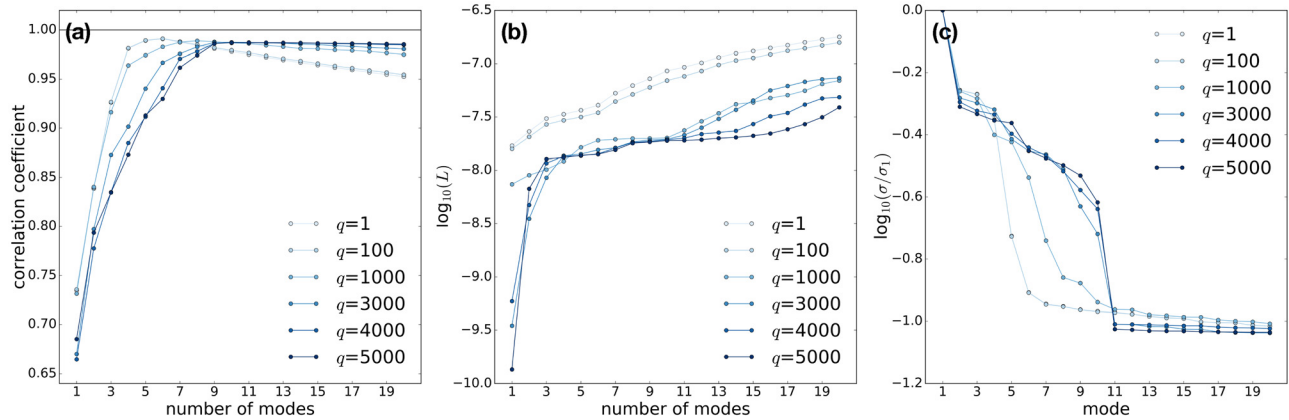 (a)
1.00
0.95
0.90
0.85
0.80
0.75
0.70
0.65
correlation coefficient
q=1
q=100
q=1000
q=3000
q=4000
q=5000
1 3 5 7 9 11 13 15 17 19
number of modes
(b)
−6.5
−7.0
−7.5
−8.0
−8.5
−9.0
−9.5
−10.0
log₁₀(L)
q=1
q=100
q=1000
q=3000
q=4000
q=5000
1 3 5 7 9 11 13 15 17 19
number of modes
(c)
0.0
−0.2
−0.4
−0.6
−0.8
−1.0
−1.2
log₁₀(σ/σ₁)
q=1
q=100
q=1000
q=3000
q=4000
q=5000
1 3 5 7 9 11 13 15 17 19
mode